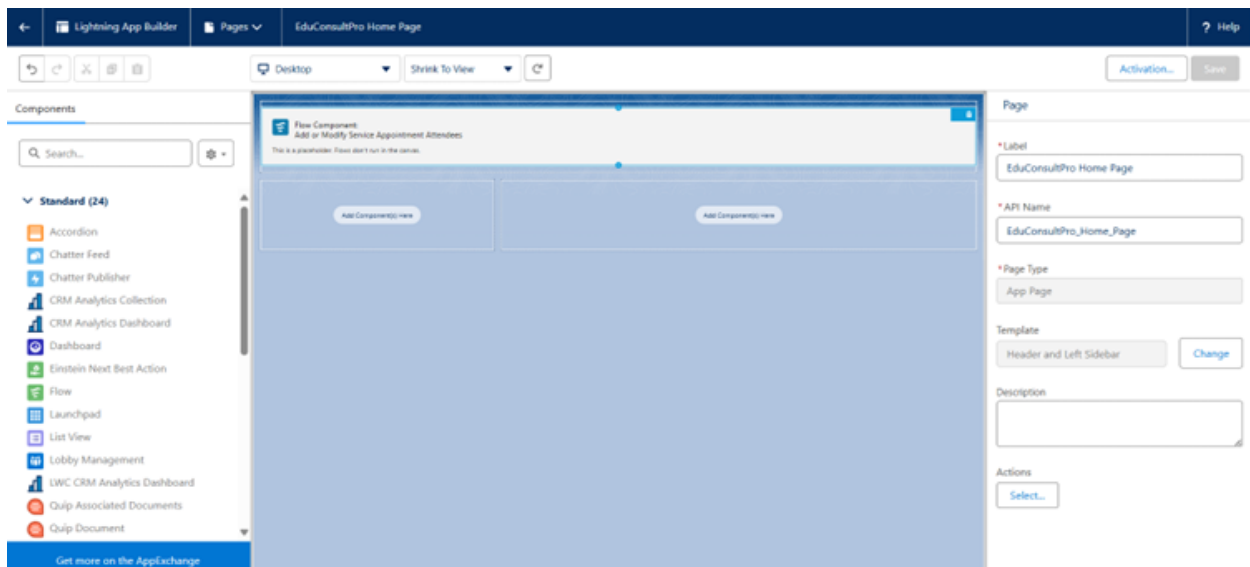 Lightning App Builder
Pages
EduConsultPro Home Page
? Help
Desktop
Shrink To View
Activation...
Save
Components
Search...
Standard (24)
Accordion
Chatter Feed
Chatter Publisher
CRM Analytics Collection
CRM Analytics Dashboard
Dashboard
Einstein Next Best Action
Flow
Launchpad
List View
Lobby Management
LWC CRM Analytics Dashboard
Quip Associated Documents
Quip Document
Get more on the AppExchange
Flow Component:
Add or Modify Service Appointment Attendees
This is a placeholder. Flows don't run in the canvas.
Add Component(s) Here
Add Component(s) Here
Page
*Label
EduConsultPro Home Page
*API Name
EduConsultPro_Home_Page
*Page Type
App Page
Template
Header and Left Sidebar
Change
Description
Actions
Select...